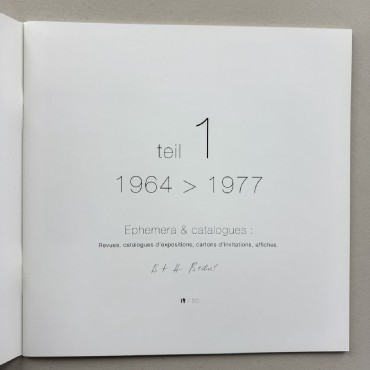 teil 1
1964 > 1977
Ephemera & catalogues :
Revues, catalogues d'expositions, cartons d'invitations, affiches.